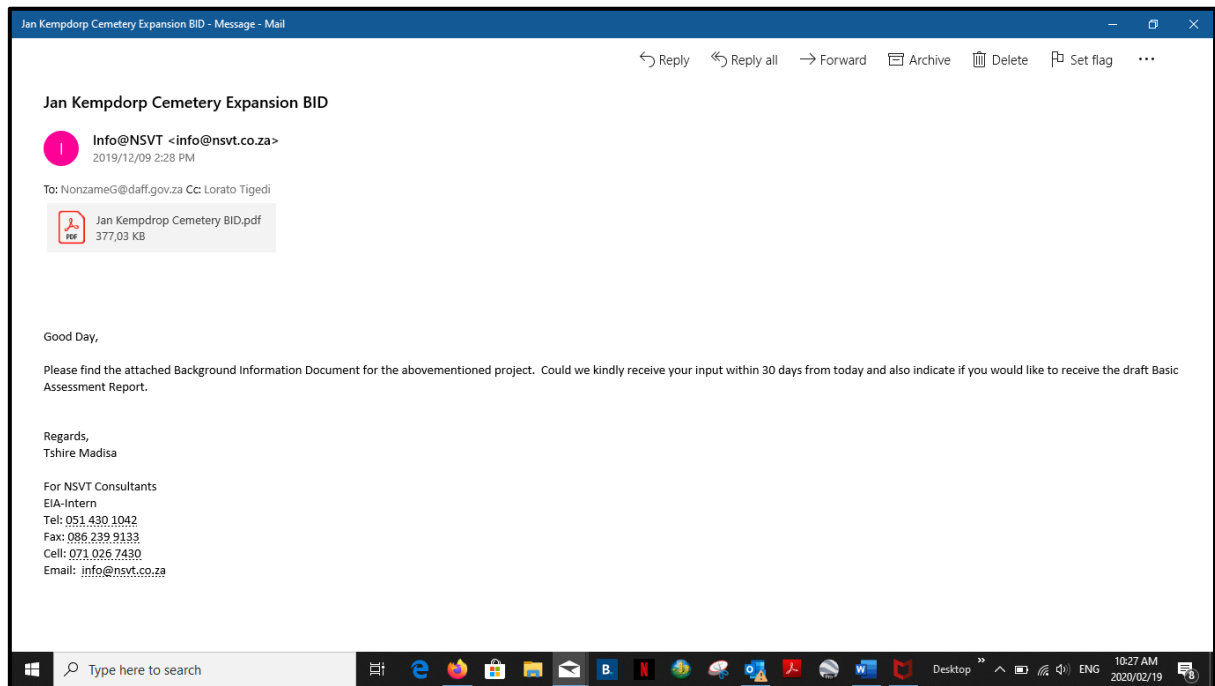 Jan Kempdorp Cemetery Expansion BID - Message - Mail
Reply Reply all Forward Archive Delete Set flag
Jan Kempdorp Cemetery Expansion BID
I
Info@NSVT <info@nsvt.co.za>
2019/12/09 2:28 PM
To: NonzameG@daff.gov.za Cc: Lorato Tigedi
PDF
Jan Kempdrop Cemetery BID.pdf
377,03 KB
Good Day,
Please find the attached Background Information Document for the abovementioned project. Could we kindly receive your input within 30 days from today and also indicate if you would like to receive the draft Basic
Assessment Report.
Regards,
Tshire Madisa
For NSVT Consultants
EIA-Intern
Tel: 051 430 1042
Fax: 086 239 9133
Cell: 071 026 7430
Email: info@nsvt.co.za
Type here to search
B.
N
Desktop
ENG
10:27 AM
2020/02/19
8